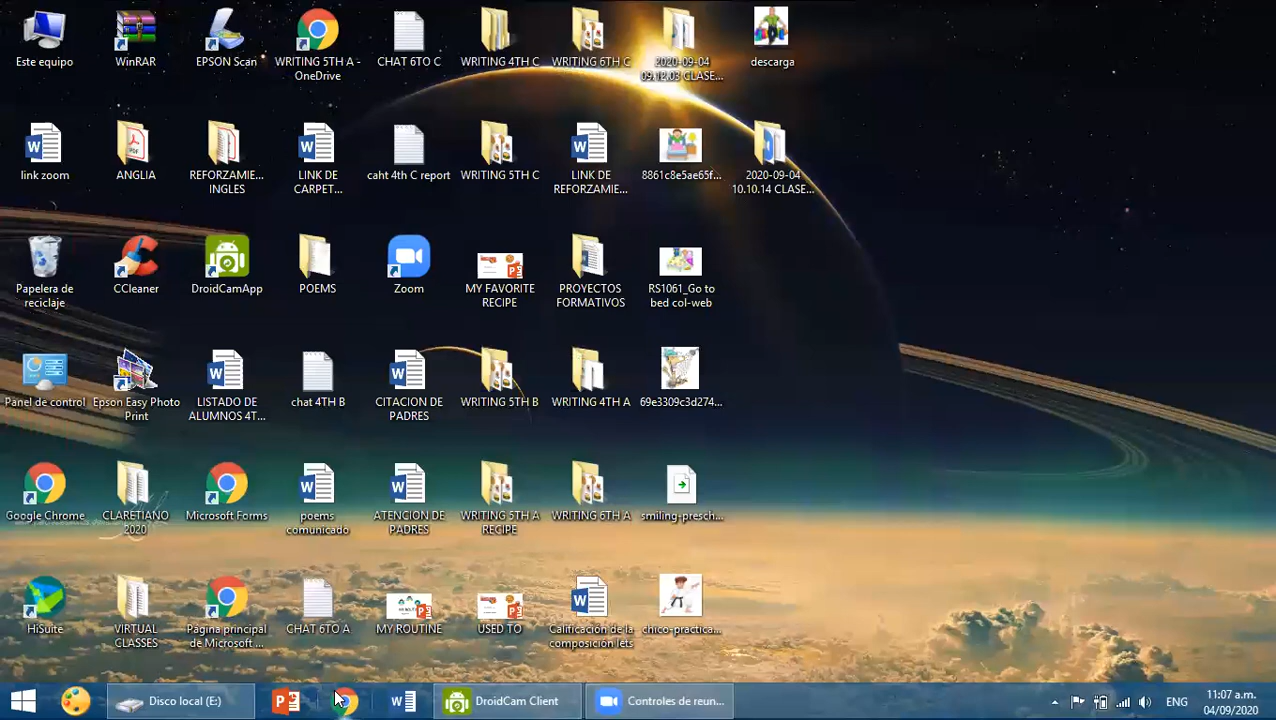 Este equipo
WinRAR
EPSON Scan
WRITING 5TH A -
OneDrive
CHAT 6TO C
WRITING 4TH C
WRITING 6TH C
2020-09-04
09.12.03 CLASE...
descarga
link zoom
ANGLIA
REFORZAMIE...
INGLES
LINK DE
CARPET...
caht 4th C report
WRITING 5TH C
LINK DE
REFORZAMIE...
8861c8e5ae65f...
2020-09-04
10.10.14 CLASE...
Papelera de
reciclaje
CCleaner
DroidCamApp
POEMS
Zoom
MY FAVORITE
RECIPE
PROYECTOS
FORMATIVOS
RS1061_Go to
bed col-web
Panel de control
Epson Easy Photo
Print
LISTADO DE
ALUMNOS 4T...
chat 4TH B
CITACION DE
PADRES
WRITING 5TH B
WRITING 4TH A
69e3309c3d274...
Google Chrome
CLARETIANO
2020
Microsoft Forms
poems
comunicado
ATENCION DE
PADRES
WRITING 5TH A
RECIPE
WRITING 6TH A
smiling-presch...
HiSuite
VIRTUAL
CLASSES
Página principal
de Microsoft ...
CHAT 6TO A
MY ROUTINE
USED TO
Calificación de la
composición lets
chico-practica...
Disco local (E:)
DroidCam Client
Controles de reun...
ENG
11:07 a.m.
04/09/2020